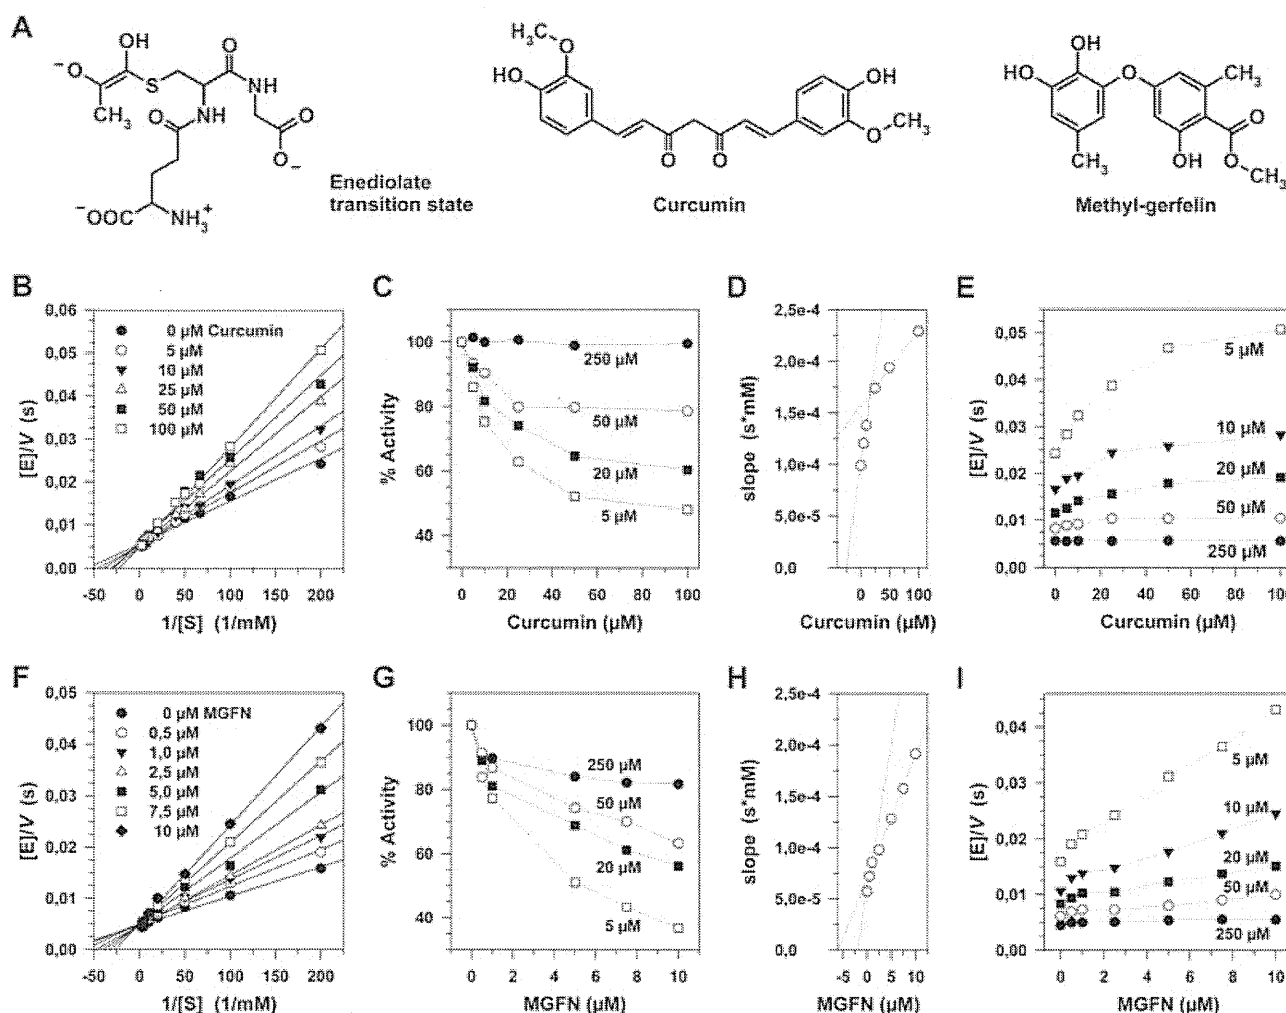 A
OH
⁻O
S
CH₃
O
NH
HN
O
O
O⁻
⁻OOC
NH₃⁺
Enediolate
transition state
H₃C
O
HO
O
O
OH
O
CH₃
Curcumin
OH
HO
O
CH₃
CH₃
OH
O
O
CH₃
Methyl-gerfelin
B
0,06
0,05
0,04
0,03
0,02
0,01
0,00
[E]/V (s)
0 µM Curcumin
5 µM
10 µM
25 µM
50 µM
100 µM
-50 0 50 100 150 200
1/[S] (1/mM)
C
100
80
60
40
% Activity
250 µM
50 µM
20 µM
5 µM
0 20 40 60 80 100
Curcumin (µM)
D
2,5e-4
2,0e-4
1,5e-4
1,0e-4
5,0e-5
0,0
slope (s*mM)
0 50 100
Curcumin (µM)
E
0,05
0,04
0,03
0,02
0,01
0,00
[E]/V (s)
5 µM
10 µM
20 µM
50 µM
250 µM
0 20 40 60 80 100
Curcumin (µM)
F
0,05
0,04
0,03
0,02
0,01
0,00
[E]/V (s)
0 µM MGFN
0,5 µM
1,0 µM
2,5 µM
5,0 µM
7,5 µM
10 µM
-50 0 50 100 150 200
1/[S] (1/mM)
G
100
80
60
40
% Activity
250 µM
50 µM
20 µM
5 µM
0 2 4 6 8 10
MGFN (µM)
H
2,5e-4
2,0e-4
1,5e-4
1,0e-4
5,0e-5
0,0
slope (s*mM)
-5 0 5 10
MGFN (µM)
I
0,04
0,03
0,02
0,01
0,00
[E]/V (s)
5 µM
10 µM
20 µM
50 µM
250 µM
0 2 4 6 8 10
MGFN (µM)